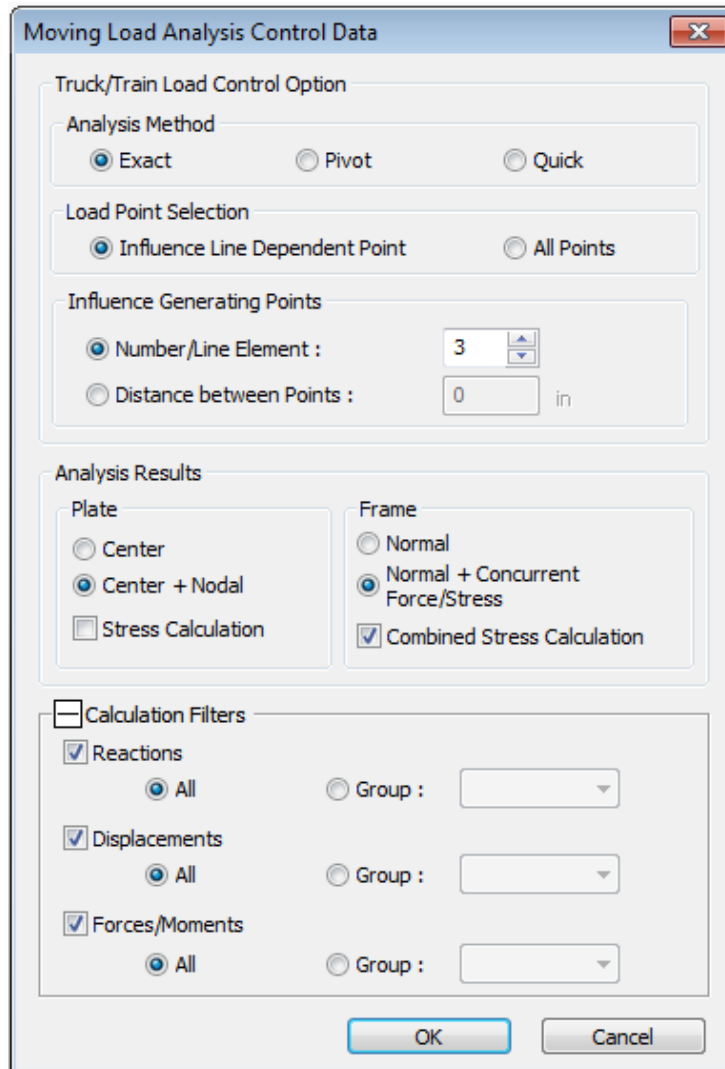 Moving Load Analysis Control Data
Truck/Train Load Control Option
Analysis Method
Exact Pivot Quick
Load Point Selection
Influence Line Dependent Point All Points
Influence Generating Points
Number/Line Element : 3
Distance between Points : 0 in
Analysis Results
Plate
Center
Center + Nodal
Stress Calculation
Frame
Normal
Normal + Concurrent
Force/Stress
Combined Stress Calculation
Calculation Filters
Reactions
All Group :
Displacements
All Group :
Forces/Moments
All Group :
OK Cancel